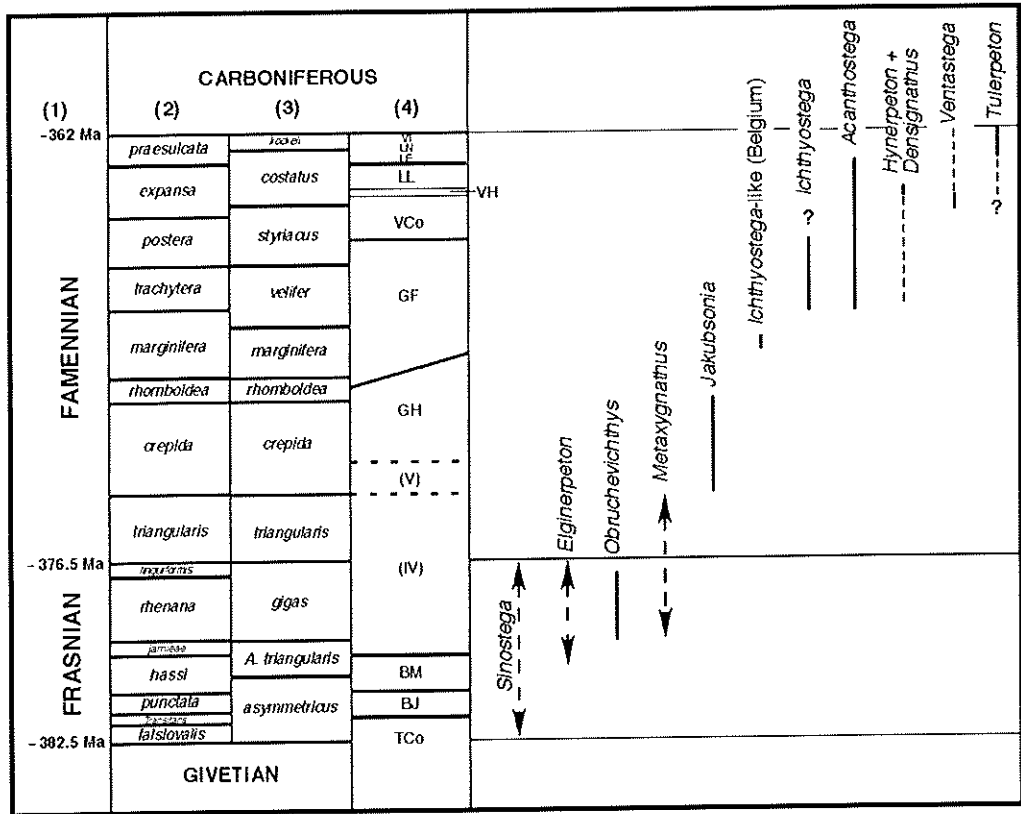 CARBONIFEROUS
(1)
(2)
(3)
(4)
FAMENNIAN
FRASNIAN
-362 Ma
-376.5 Ma
-382.5 Ma
praesulcata
expansa
postera
trachytera
marginifera
rhomboldea
crepida
triangularis
rhenana
hassi
punctata
falsiovalis
costatus
styriacus
velifer
marginifera
rhomboldea
crepida
triangularis
gigas
A. triangularis
asymmetricus
LL
VH
VCo
GF
GH
(V)
(IV)
BM
BJ
TCo
GIVETIAN
Sinostega
Elginerpeton
Obruchevichthys
Metaxygnathus
Jakubsonia
Ichthyostega-like (Belgium)
? Ichthyostega
Acanthostega
Hynerpeton +
Densignathus
Ventastega
Tulerpeton
?